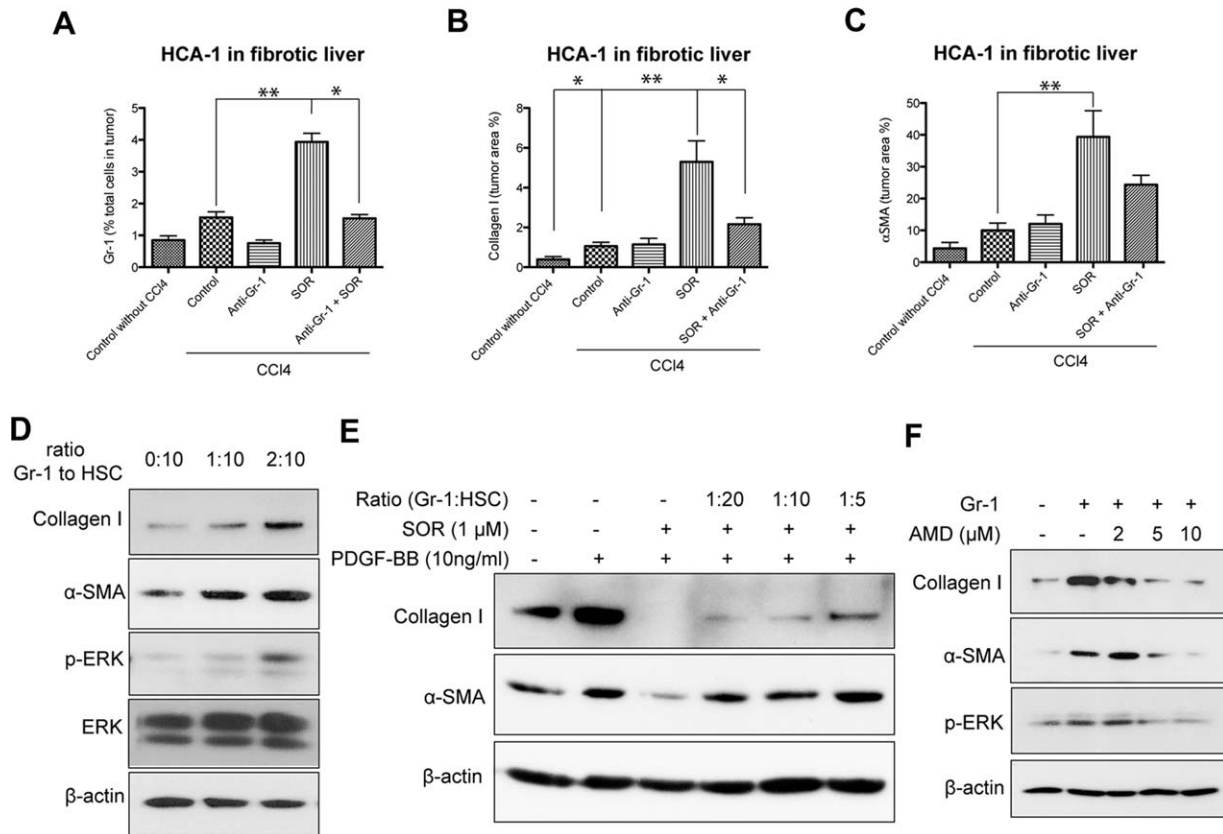 A
HCA-1 in fibrotic liver
** *
Gr-1 (% total cells in tumor)
5
4
3
2
1
0
Control without CCl4
Control
Anti-Gr-1
SOR
Anti-Gr-1 + SOR
CCl4
B
HCA-1 in fibrotic liver
* ** *
Collagen I (tumor area %)
8
6
4
2
0
Control without CCl4
Control
Anti-Gr-1
SOR
SOR + Anti-Gr-1
CCl4
C
HCA-1 in fibrotic liver
**
αSMA (tumor area %)
50
40
30
20
10
0
Control without CCl4
Control
Anti-Gr-1
SOR
SOR + Anti-Gr-1
CCl4
D
ratio
Gr-1 to HSC 0:10 1:10 2:10
Collagen I
α-SMA
p-ERK
ERK
β-actin
E
Ratio (Gr-1:HSC) - - - 1:20 1:10 1:5
SOR (1 μM) - - + + + +
PDGF-BB (10ng/ml) - + + + + +
Collagen I
α-SMA
β-actin
F
Gr-1 - + + + +
AMD (μM) - - 2 5 10
Collagen I
α-SMA
p-ERK
β-actin